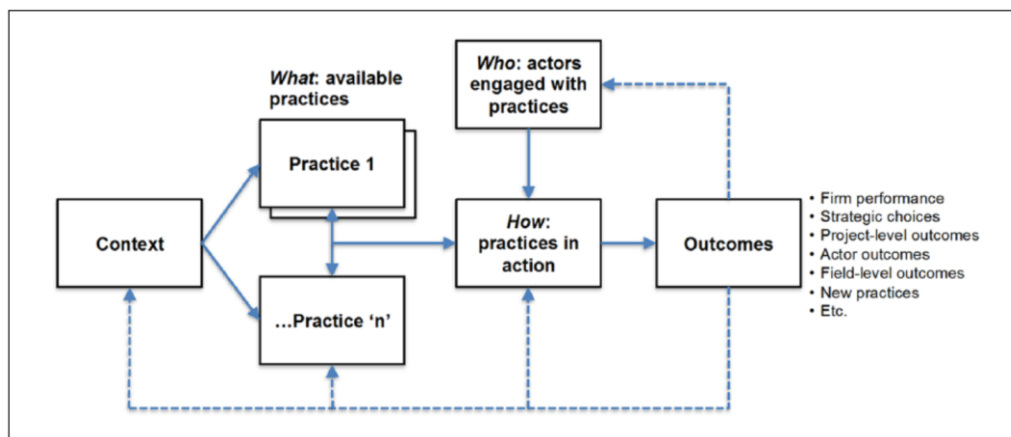 What: available
practices
Who: actors
engaged with
practices
Practice 1
Context
How:
practices in
action
Outcomes
• Firm performance
• Strategic choices
• Project-level outcomes
• Actor outcomes
• Field-level outcomes
• New practices
• Etc.
...Practice ‘n’